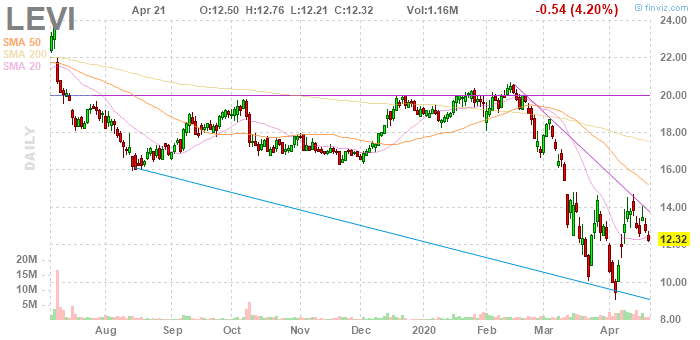 LEVI
Apr 21 O:12.50 H:12.76 L:12.21 C:12.32 Vol:1.16M -0.54 (4.20%)
© finviz.com
SMA 50
SMA 200
SMA 20
DAILY
24.00
22.00
20.00
18.00
16.00
14.00
12.32
12.00
10.00
8.00
20M
15M
10M
5M
Aug Sep Oct Nov Dec 2020 Feb Mar Apr